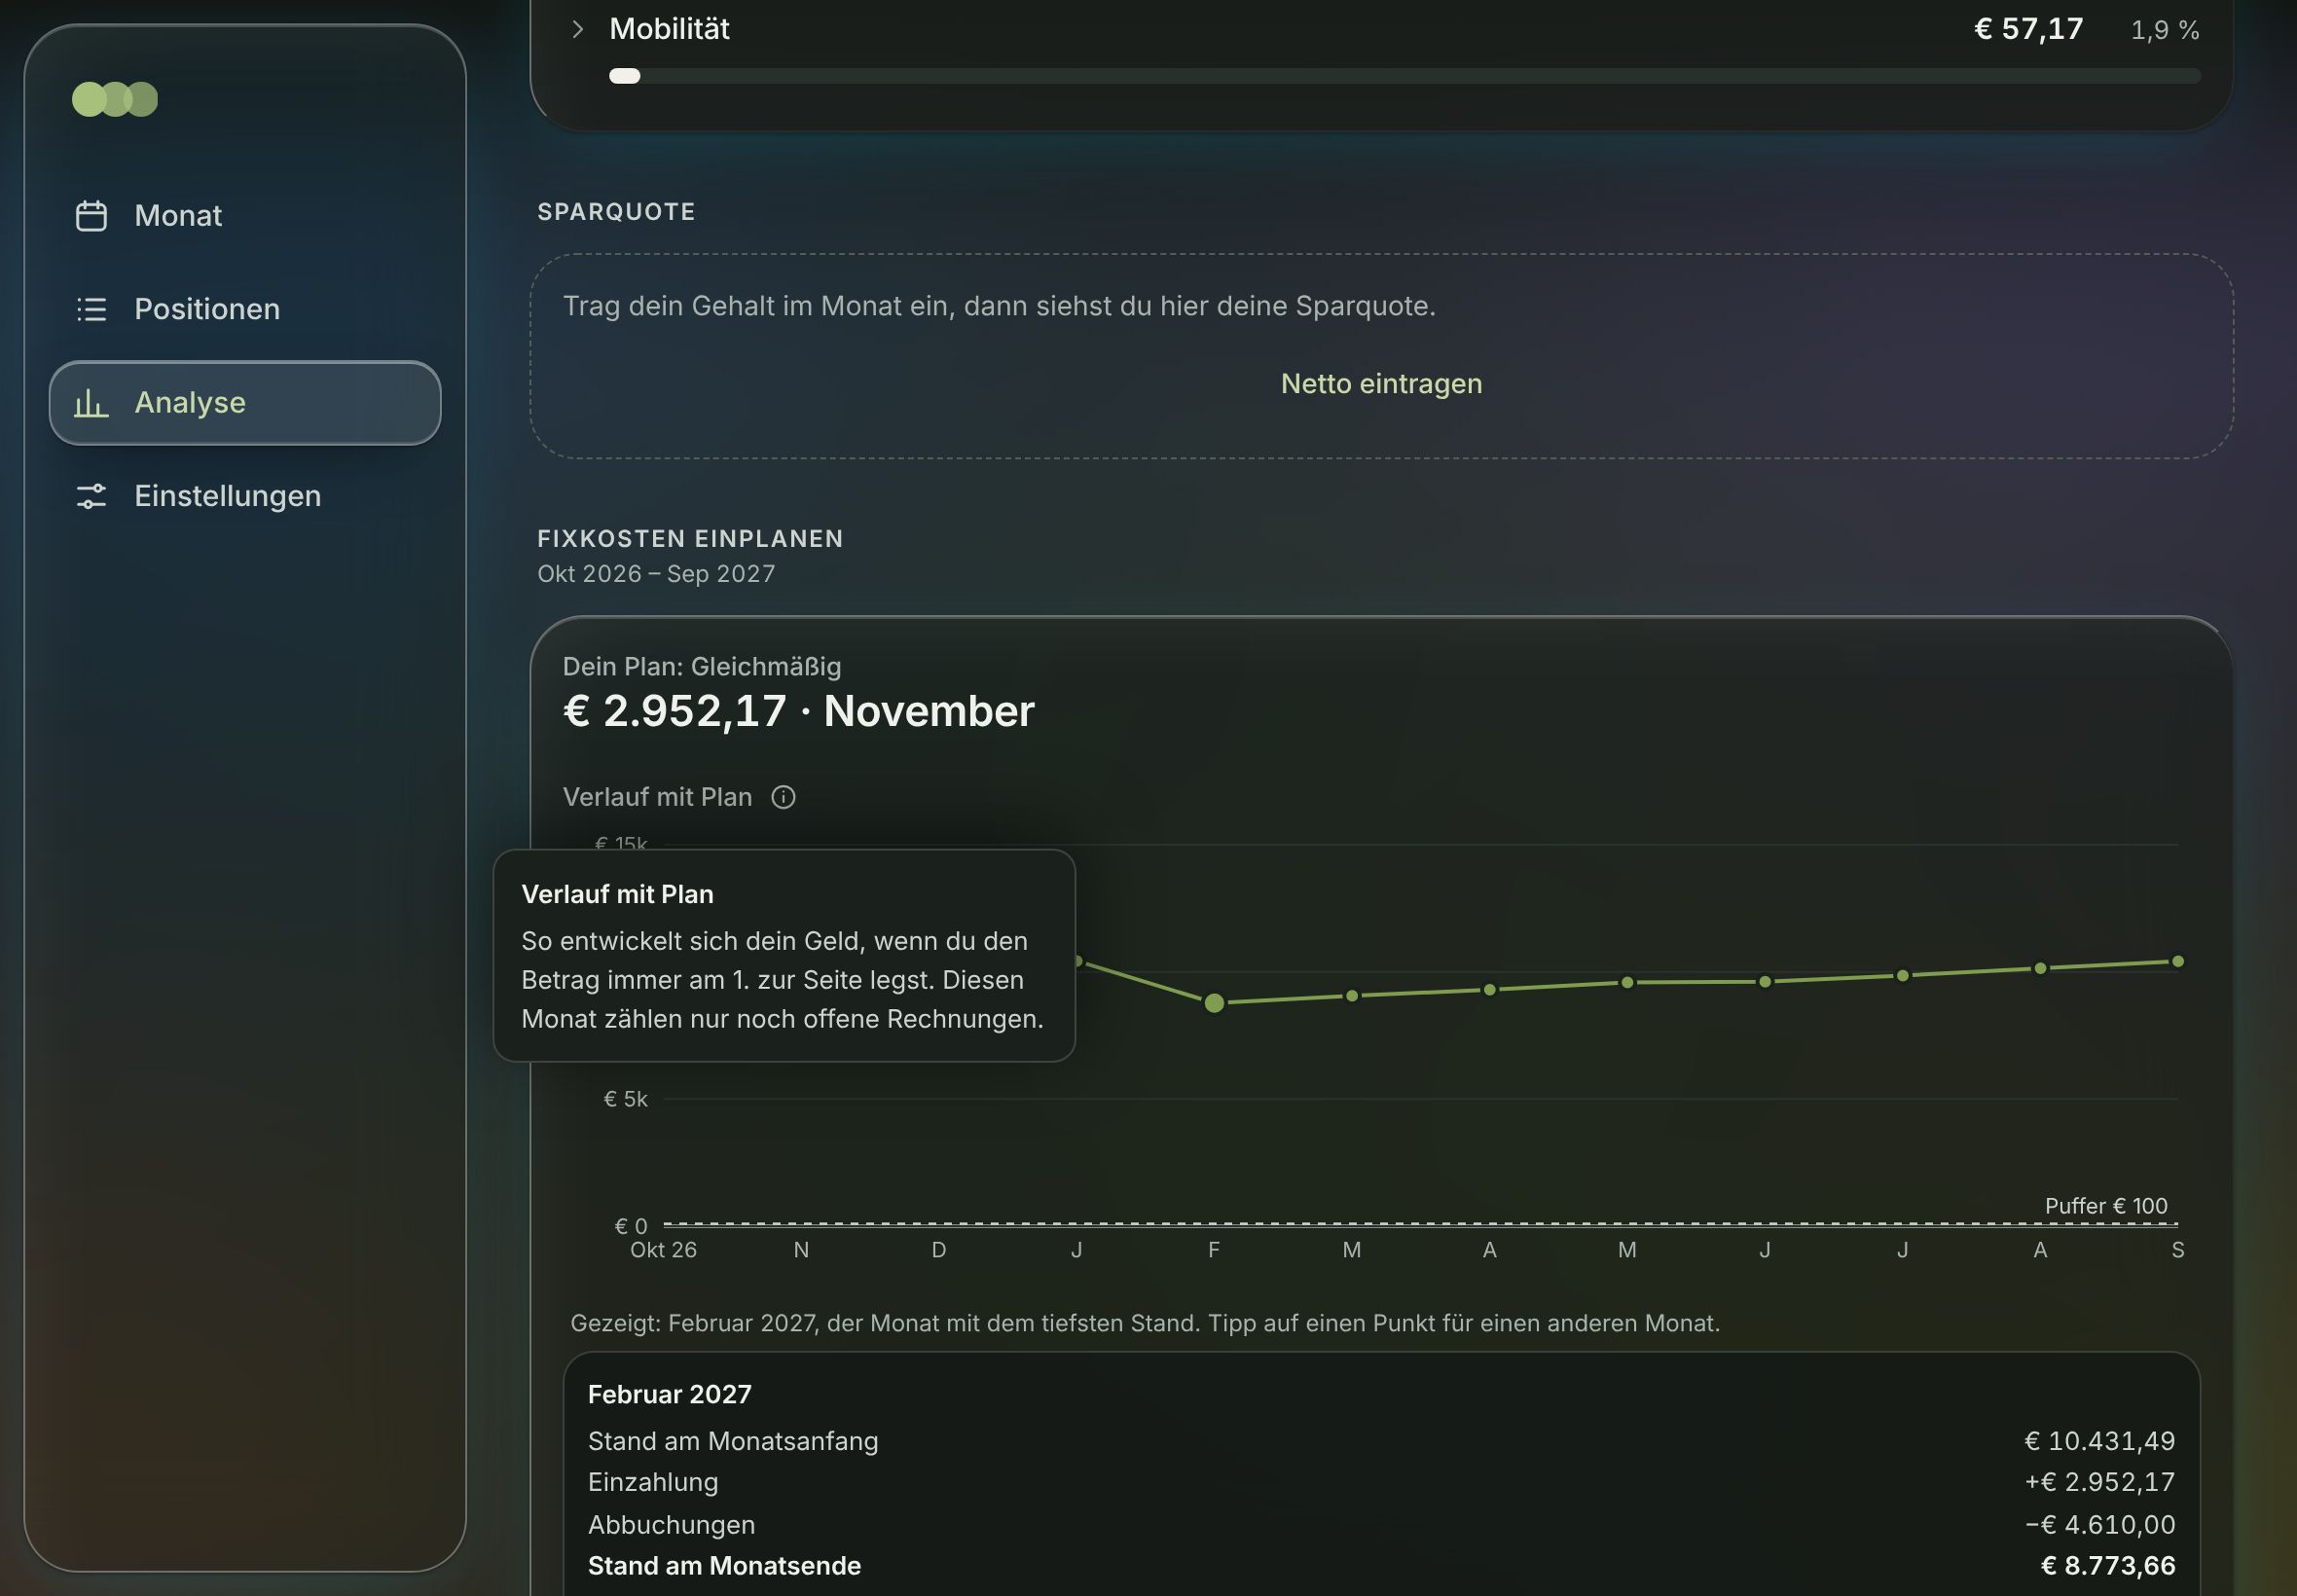 Mobilität
€ 57,17
1,9 %
Monat
Positionen
Analyse
Einstellungen
SPARQUOTE
Trag dein Gehalt im Monat ein, dann siehst du hier deine Sparquote.
Netto eintragen
FIXKOSTEN EINPLANEN
Okt 2026 – Sep 2027
Dein Plan: Gleichmäßig
€ 2.952,17 · November
Verlauf mit Plan
€ 15k
Verlauf mit Plan
So entwickelt sich dein Geld, wenn du den
Betrag immer am 1. zur Seite legst. Diesen
Monat zählen nur noch offene Rechnungen.
€ 5k
Puffer € 100
€ 0
Okt 26 N D J F M A M J J A S
Gezeigt: Februar 2027, der Monat mit dem tiefsten Stand. Tipp auf einen Punkt für einen anderen Monat.
Februar 2027
Stand am Monatsanfang € 10.431,49
Einzahlung +€ 2.952,17
Abbuchungen −€ 4.610,00
Stand am Monatsende € 8.773,66